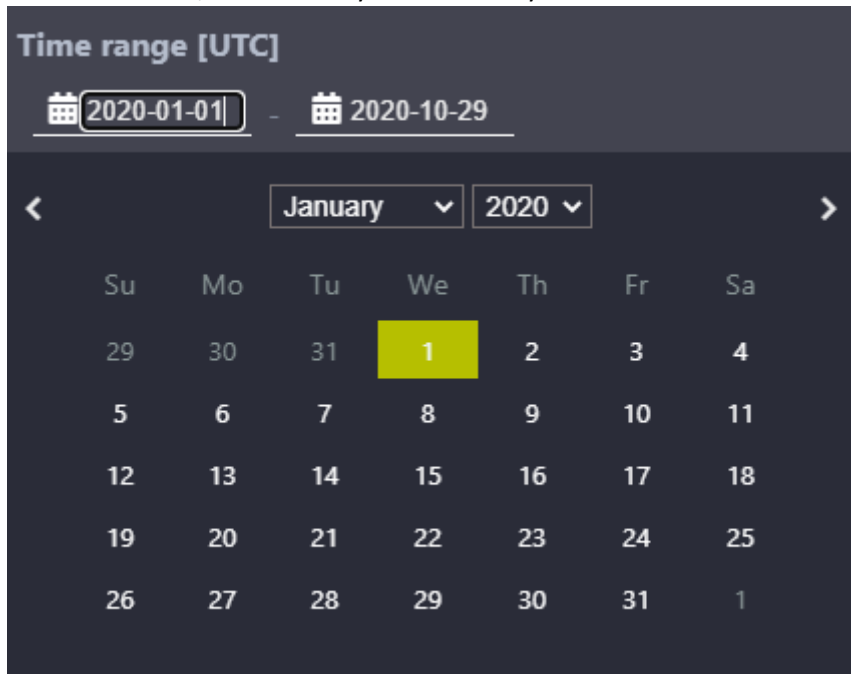 Time range [UTC]
2020-01-01 - 2020-10-29
January 2020
Su Mo Tu We Th Fr Sa
29 30 31 1 2 3 4
5 6 7 8 9 10 11
12 13 14 15 16 17 18
19 20 21 22 23 24 25
26 27 28 29 30 31 1